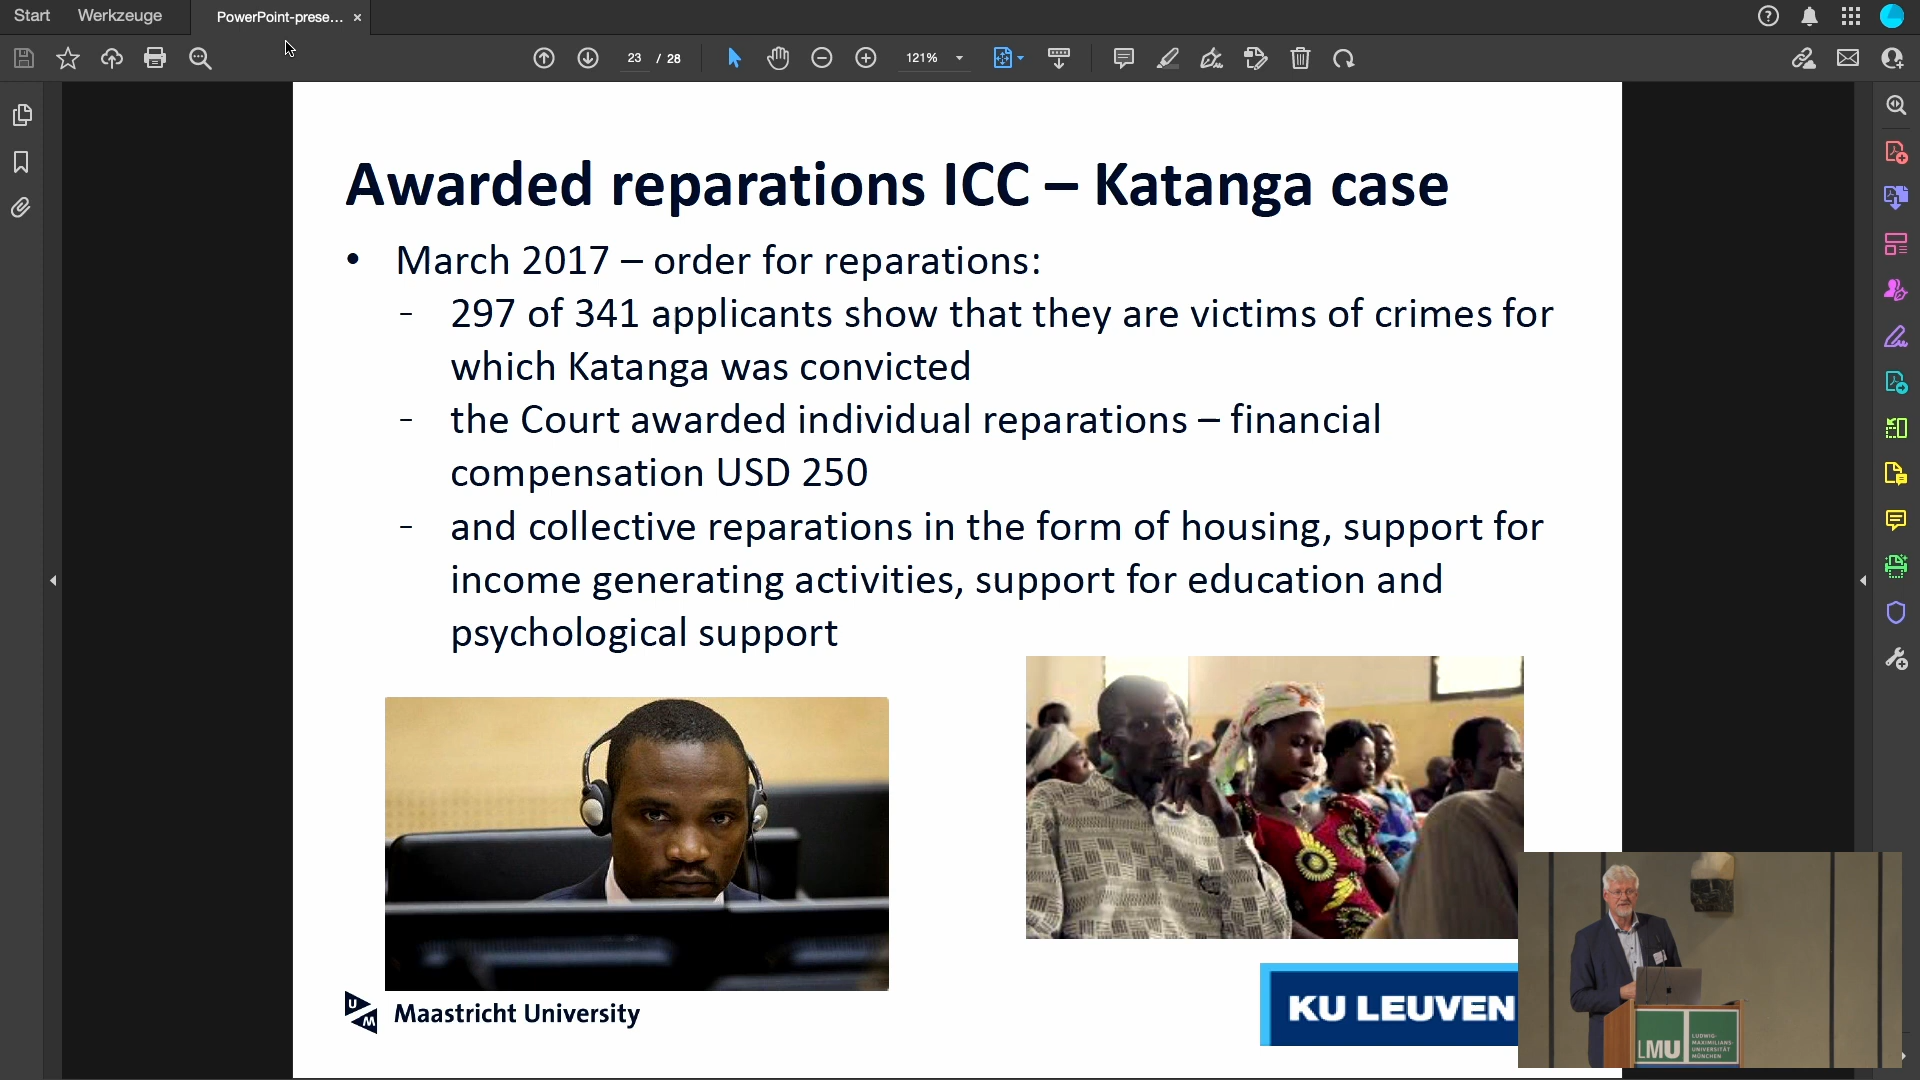 Start
Werkzeuge
PowerPoint-prese... ×
23 / 28
121%
Awarded reparations ICC – Katanga case
• March 2017 – order for reparations:
- 297 of 341 applicants show that they are victims of crimes for
which Katanga was convicted
- the Court awarded individual reparations – financial
compensation USD 250
- and collective reparations in the form of housing, support for
income generating activities, support for education and
psychological support
UM
Maastricht University
KU LEUVEN
LMU
LUDWIG-
MAXIMILIANS-
UNIVERSITÄT
MÜNCHEN